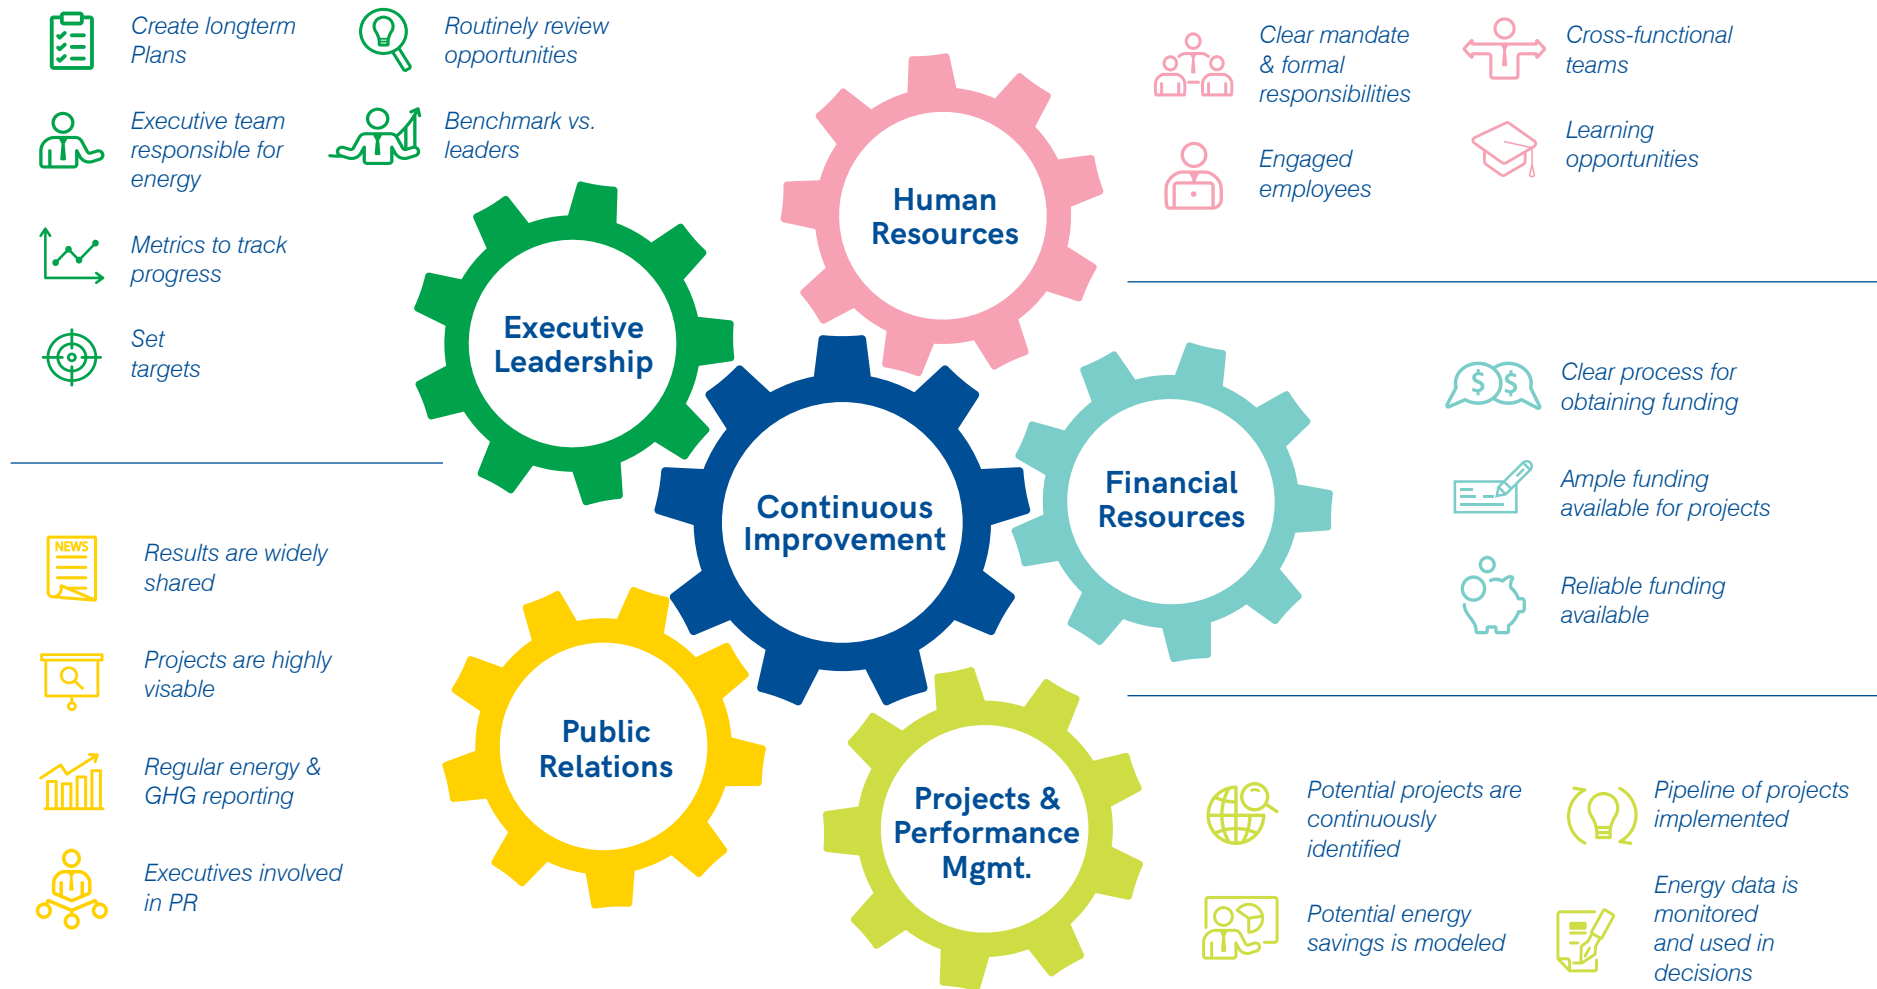 Create longterm
Plans
Routinely review
opportunities
Executive team
responsible for
energy
Benchmark vs.
leaders
Metrics to track
progress
Set
targets
Executive
Leadership
Human
Resources
Clear mandate
& formal
responsibilities
Cross-functional
teams
Engaged
employees
Learning
opportunities
Continuous
Improvement
Financial
Resources
$ $
Clear process for
obtaining funding
Ample funding
available for projects
Reliable funding
available
NEWS
Results are widely
shared
Projects are highly
visable
Regular energy &
GHG reporting
Executives involved
in PR
Public
Relations
Projects &
Performance
Mgmt.
Potential projects are
continuously
identified
Pipeline of projects
implemented
Potential energy
savings is modeled
Energy data is
monitored
and used in
decisions